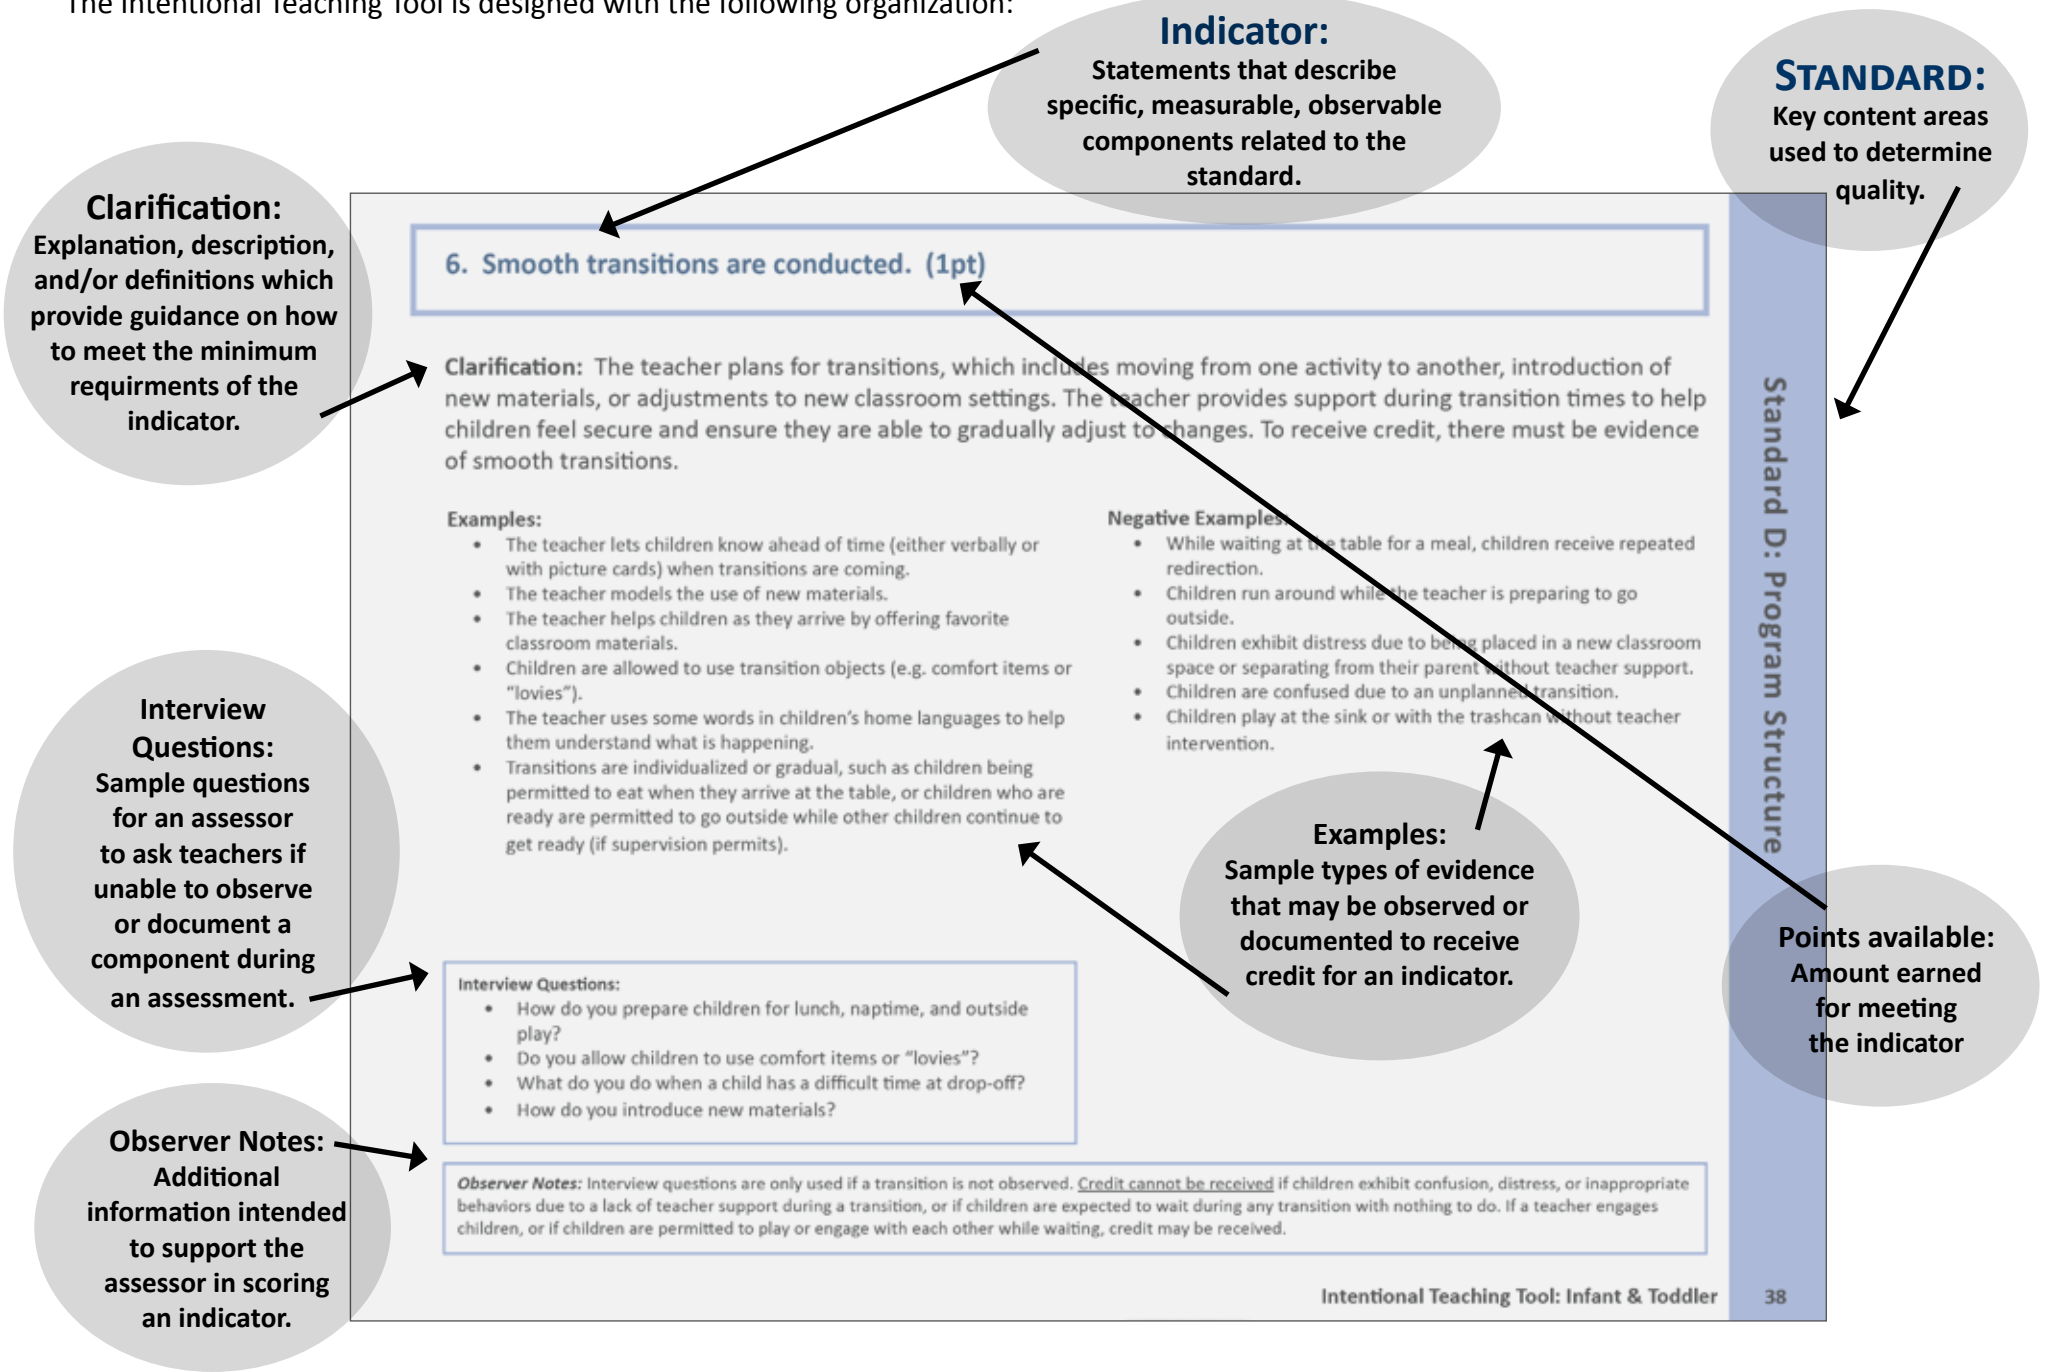 The Intentional Teaching Tool is designed with the following organization:
Indicator:
Statements that describe
specific, measurable, observable
components related to the
standard.
STANDARD:
Key content areas
used to determine
quality.
Clarification:
Explanation, description,
and/or definitions which
provide guidance on how
to meet the minimum
requirments of the
indicator.
6. Smooth transitions are conducted. (1pt)
Clarification: The teacher plans for transitions, which includes moving from one activity to another, introduction of
new materials, or adjustments to new classroom settings. The teacher provides support during transition times to help
children feel secure and ensure they are able to gradually adjust to changes. To receive credit, there must be evidence
of smooth transitions.
Standard D: Program Structure
Examples:
• The teacher lets children know ahead of time (either verbally or
with picture cards) when transitions are coming.
• The teacher models the use of new materials.
• The teacher helps children as they arrive by offering favorite
classroom materials.
• Children are allowed to use transition objects (e.g. comfort items or
“lovies”).
• The teacher uses some words in children’s home languages to help
them understand what is happening.
• Transitions are individualized or gradual, such as children being
permitted to eat when they arrive at the table, or children who are
ready are permitted to go outside while other children continue to
get ready (if supervision permits).
Negative Examples:
• While waiting at the table for a meal, children receive repeated
redirection.
• Children run around while the teacher is preparing to go
outside.
• Children exhibit distress due to being placed in a new classroom
space or separating from their parent without teacher support.
• Children are confused due to an unplanned transition.
• Children play at the sink or with the trashcan without teacher
intervention.
Interview
Questions:
Sample questions
for an assessor
to ask teachers if
unable to observe
or document a
component during
an assessment.
Examples:
Sample types of evidence
that may be observed or
documented to receive
credit for an indicator.
Points available:
Amount earned
for meeting
the indicator
Interview Questions:
• How do you prepare children for lunch, naptime, and outside
play?
• Do you allow children to use comfort items or “lovies”?
• What do you do when a child has a difficult time at drop-off?
• How do you introduce new materials?
Observer Notes:
Additional
information intended
to support the
assessor in scoring
an indicator.
Observer Notes: Interview questions are only used if a transition is not observed. Credit cannot be received if children exhibit confusion, distress, or inappropriate
behaviors due to a lack of teacher support during a transition, or if children are expected to wait during any transition with nothing to do. If a teacher engages
children, or if children are permitted to play or engage with each other while waiting, credit may be received.
Intentional Teaching Tool: Infant & Toddler
38